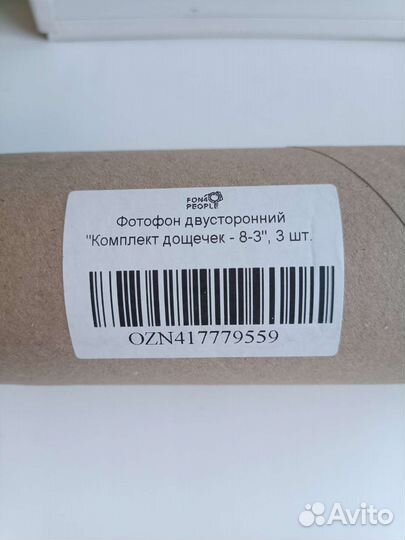 FON4
PEOPLE
Фотофон двусторонний
"Комплект дощечек - 8-3", 3 шт.
OZN417779559
Avito